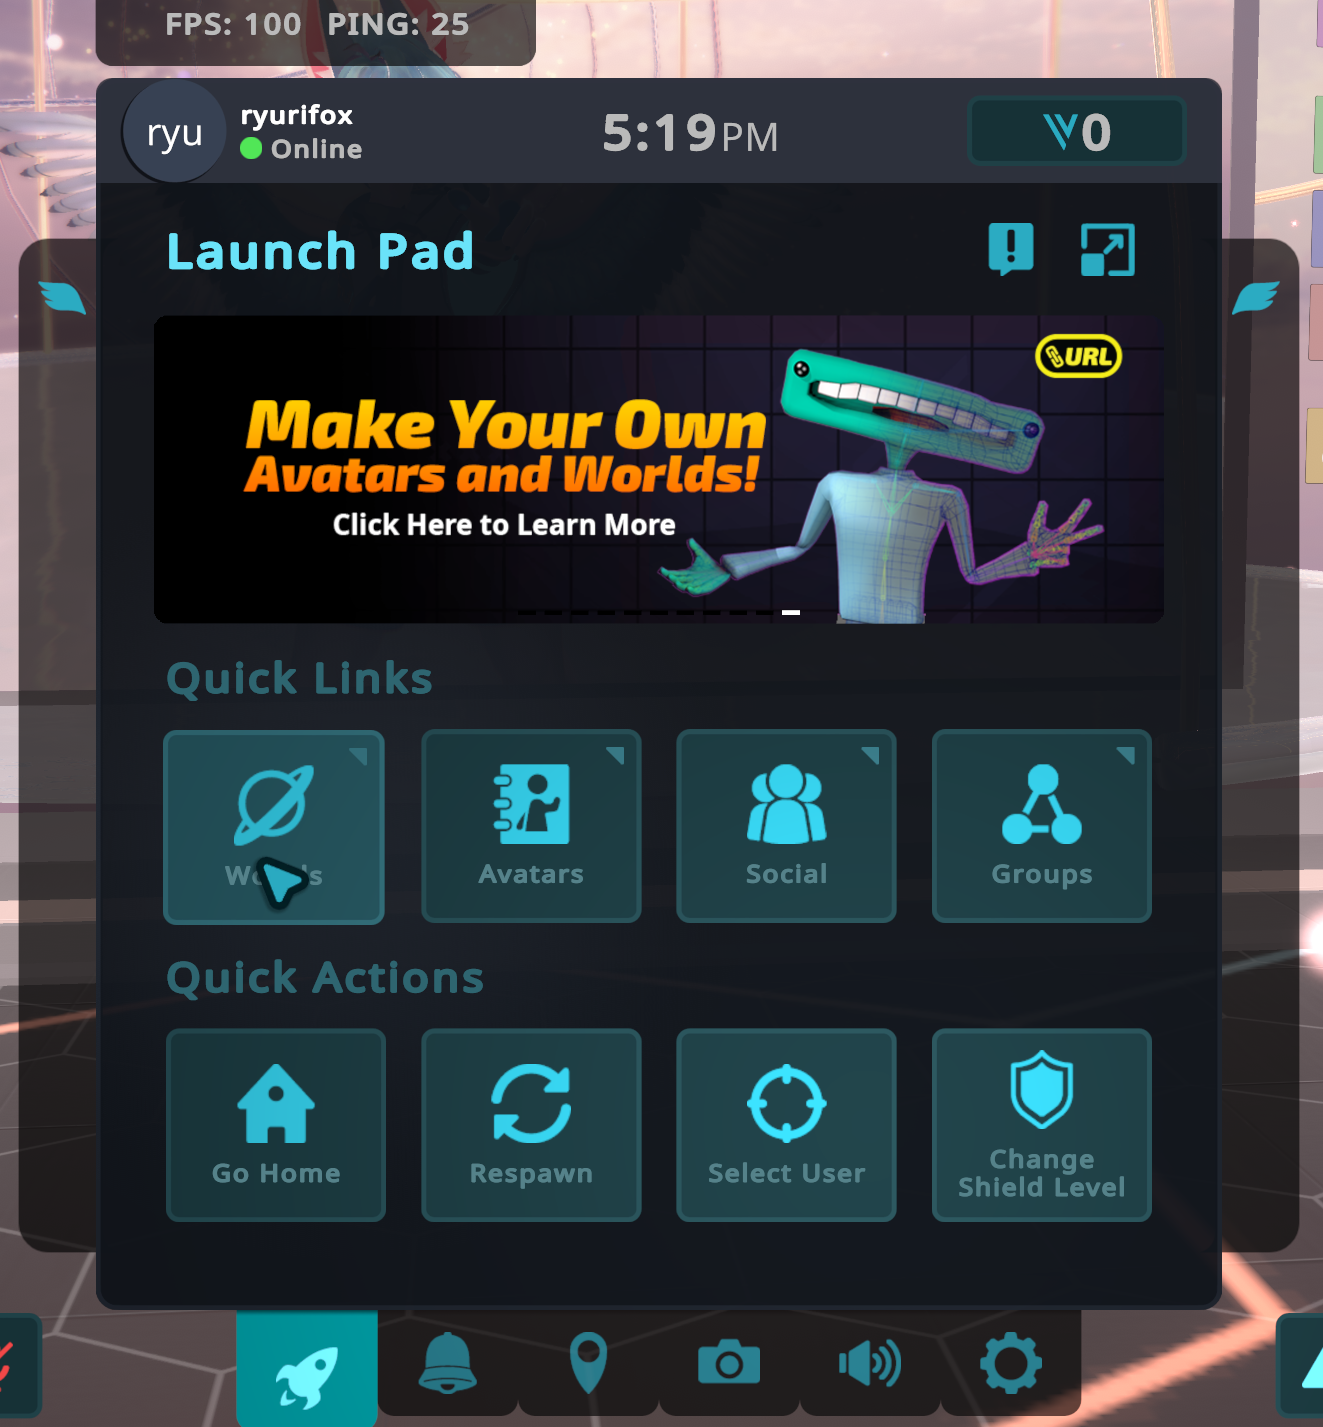 FPS: 100 PING: 25
ryu
ryurifox
Online
5:19PM
0
Launch Pad
URL
Make Your Own
Avatars and Worlds!
Click Here to Learn More
Quick Links
Avatars
Social
Groups
Quick Actions
Go Home
Respawn
Select User
Change
Shield Level